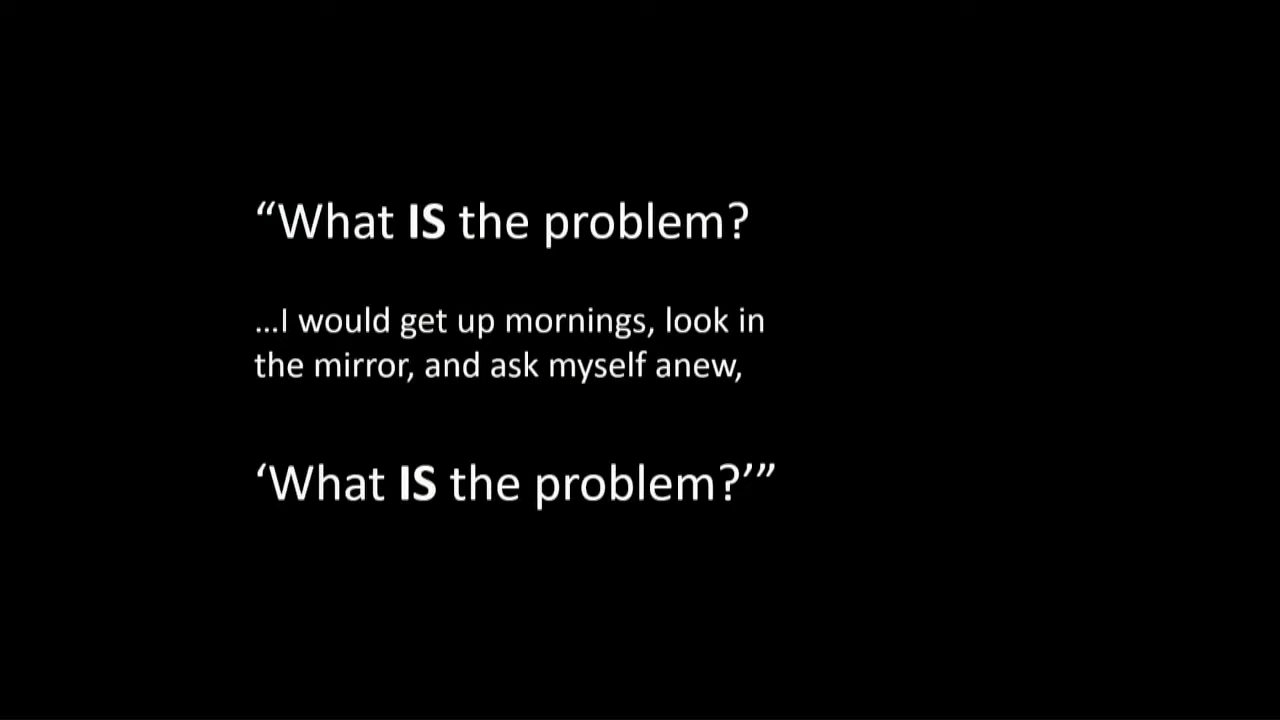 “What IS the problem?
…I would get up mornings, look in
the mirror, and ask myself anew,
‘What IS the problem?’”